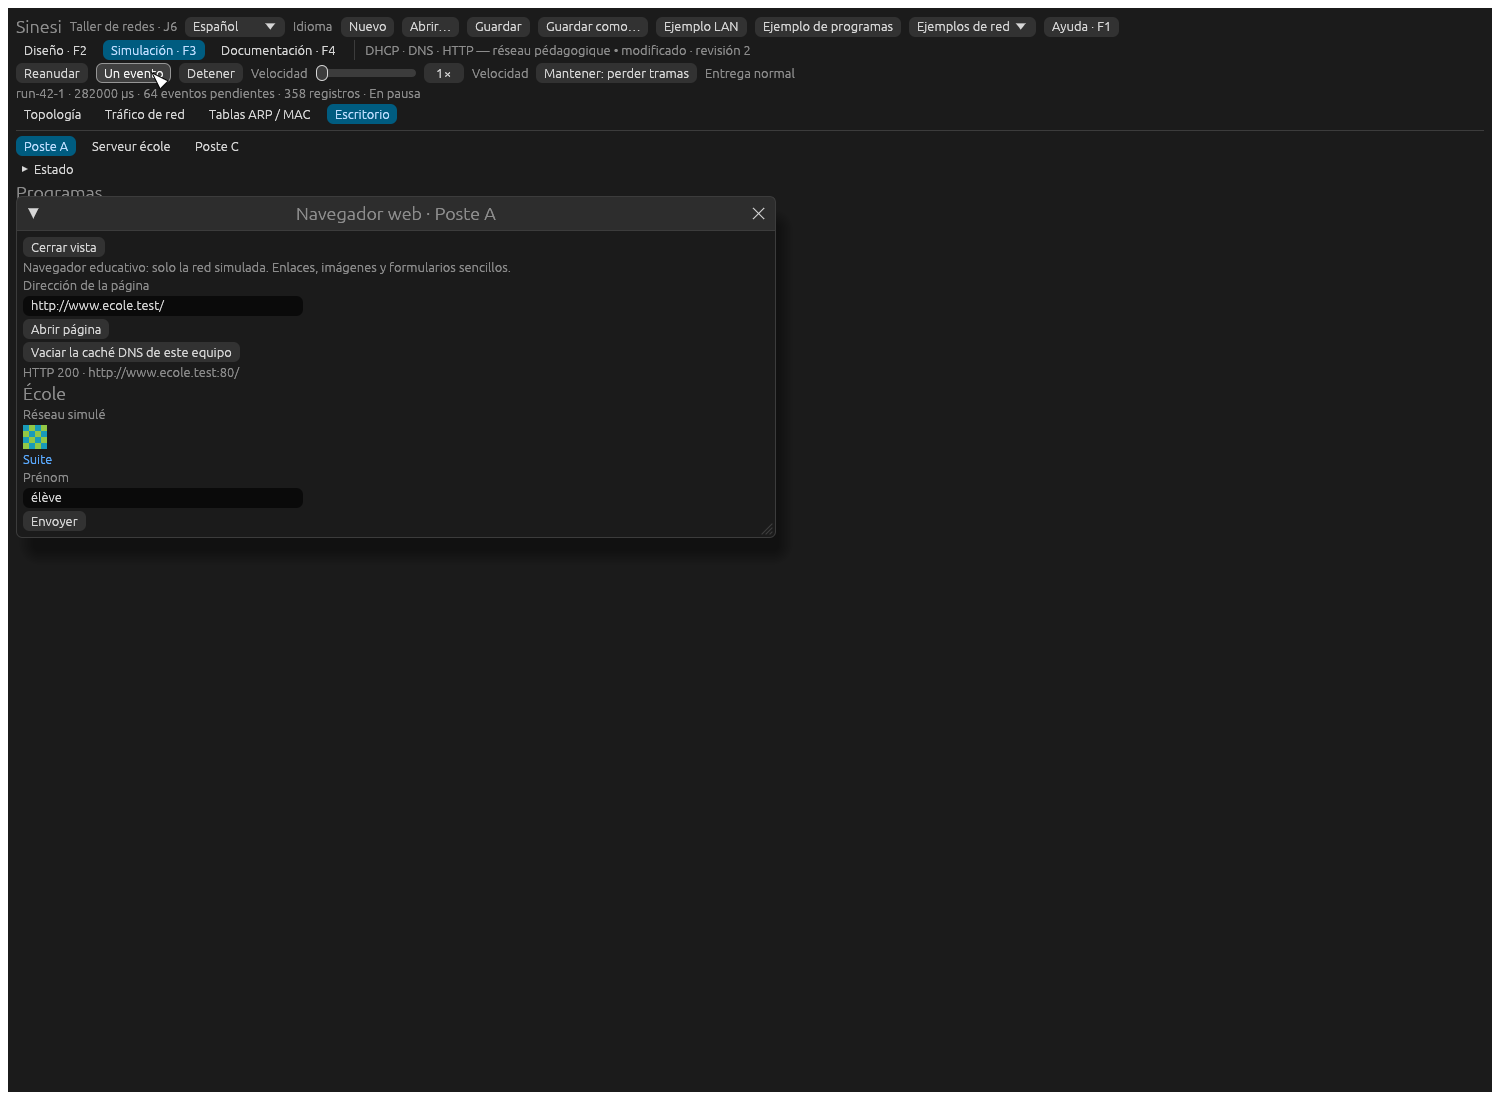 Sinesi Taller de redes · J6 Español Idioma Nuevo Abrir… Guardar Guardar como… Ejemplo LAN Ejemplo de programas Ejemplos de red Ayuda · F1
Diseño · F2 Simulación · F3 Documentación · F4 DHCP · DNS · HTTP — réseau pédagogique • modificado · revisión 2
Reanudar Un evento Detener Velocidad 1× Velocidad Mantener: perder tramas Entrega normal
run-42-1 · 282000 µs · 64 eventos pendientes · 358 registros · En pausa
Topología Tráfico de red Tablas ARP / MAC Escritorio
Poste A Serveur école Poste C
Estado
Programas
Navegador web · Poste A
Cerrar vista
Navegador educativo: solo la red simulada. Enlaces, imágenes y formularios sencillos.
Dirección de la página
http://www.ecole.test/
Abrir página
Vaciar la caché DNS de este equipo
HTTP 200 · http://www.ecole.test:80/
École
Réseau simulé
Suite
Prénom
élève
Envoyer